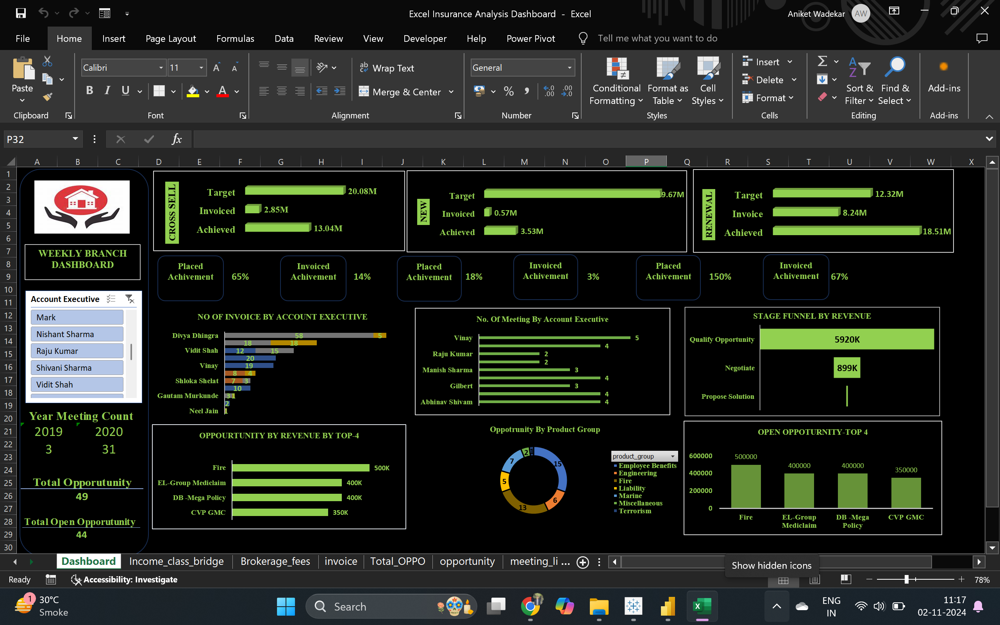 Excel Insurance Analysis Dashboard - Excel
Aniket Wadekar
AW
File Home Insert Page Layout Formulas Data Review View Developer Help Power Pivot Tell me what you want to do
Paste
Clipboard
Calibri 11
B I U
Font
Wrap Text
Merge & Center
Alignment
General
Number
Conditional Formatting
Format as Table
Cell Styles
Styles
Insert
Delete
Format
Cells
Sort & Filter
Find & Select
Editing
Add-ins
Add-ins
P32
fx
A B C D E F G H I J K L M N O P Q R S T U V W X
1
2
3
4
5
6
7
8
9
10
11
12
13
14
15
16
17
18
19
20
21
22
23
24
25
26
27
28
29
30
WEEKLY BRANCH
DASHBOARD
Account Executive
Mark
Nishant Sharma
Raju Kumar
Shivani Sharma
Vidit Shah
Year Meeting Count
2019 2020
3 31
Total Opporutunity
49
Total Open Opporutunity
44
CROSS SELL
Target 20.08M
Invoiced 2.85M
Achieved 13.04M
NEW
Target 9.67M
Invoiced 0.57M
Achieved 3.53M
RENEWAL
Target 12.32M
Invoice 8.24M
Achieved 18.51M
Placed
Achivement
65%
Invoiced
Achivement
14%
Placed
Achivement
18%
Invoiced
Achivement
3%
Placed
Achivement
150%
Invoiced
Achivement
67%
NO OF INVOICE BY ACCOUNT EXECUTIVE
Divya Dhingra 58 5
18 18
Vidit Shah 12 15
20
Vinay 19
8 4
Shloka Shelat 7 3
10
Gautam Murkunde 3 1
2
Neel Jain 1
No. Of Meeting By Account Executive
Vinay 5
4
Raju Kumar 2
2
Manish Sharma 3
4
Gilbert 3
4
Abhinav Shivam 4
STAGE FUNNEL BY REVENUE
Qualify Opportunity 5920K
Negotiate 899K
Propose Solution
OPPOURTUNITY BY REVENUE BY TOP-4
Fire 500K
EL-Group Mediclaim 400K
DB -Mega Policy 400K
CVP GMC 350K
Oppotrunity By Product Group
15
6
13
5
7
2
1
product_group
Employee Benefits
Engineering
Fire
Liability
Marine
Miscellaneous
Terrorism
OPEN OPPOTURNITY-TOP 4
600000
400000
200000
0
500000 400000 400000 350000
Fire
EL-Group
Mediclaim
DB -Mega
Policy
CVP GMC
Dashboard Income_class_bridge Brokerage_fees invoice Total_OPPO opportunity meeting_li ...
Show hidden icons
Ready
Accessibility: Investigate
78%
1
30°C
Smoke
Search
ENG
IN
11:17
02-11-2024